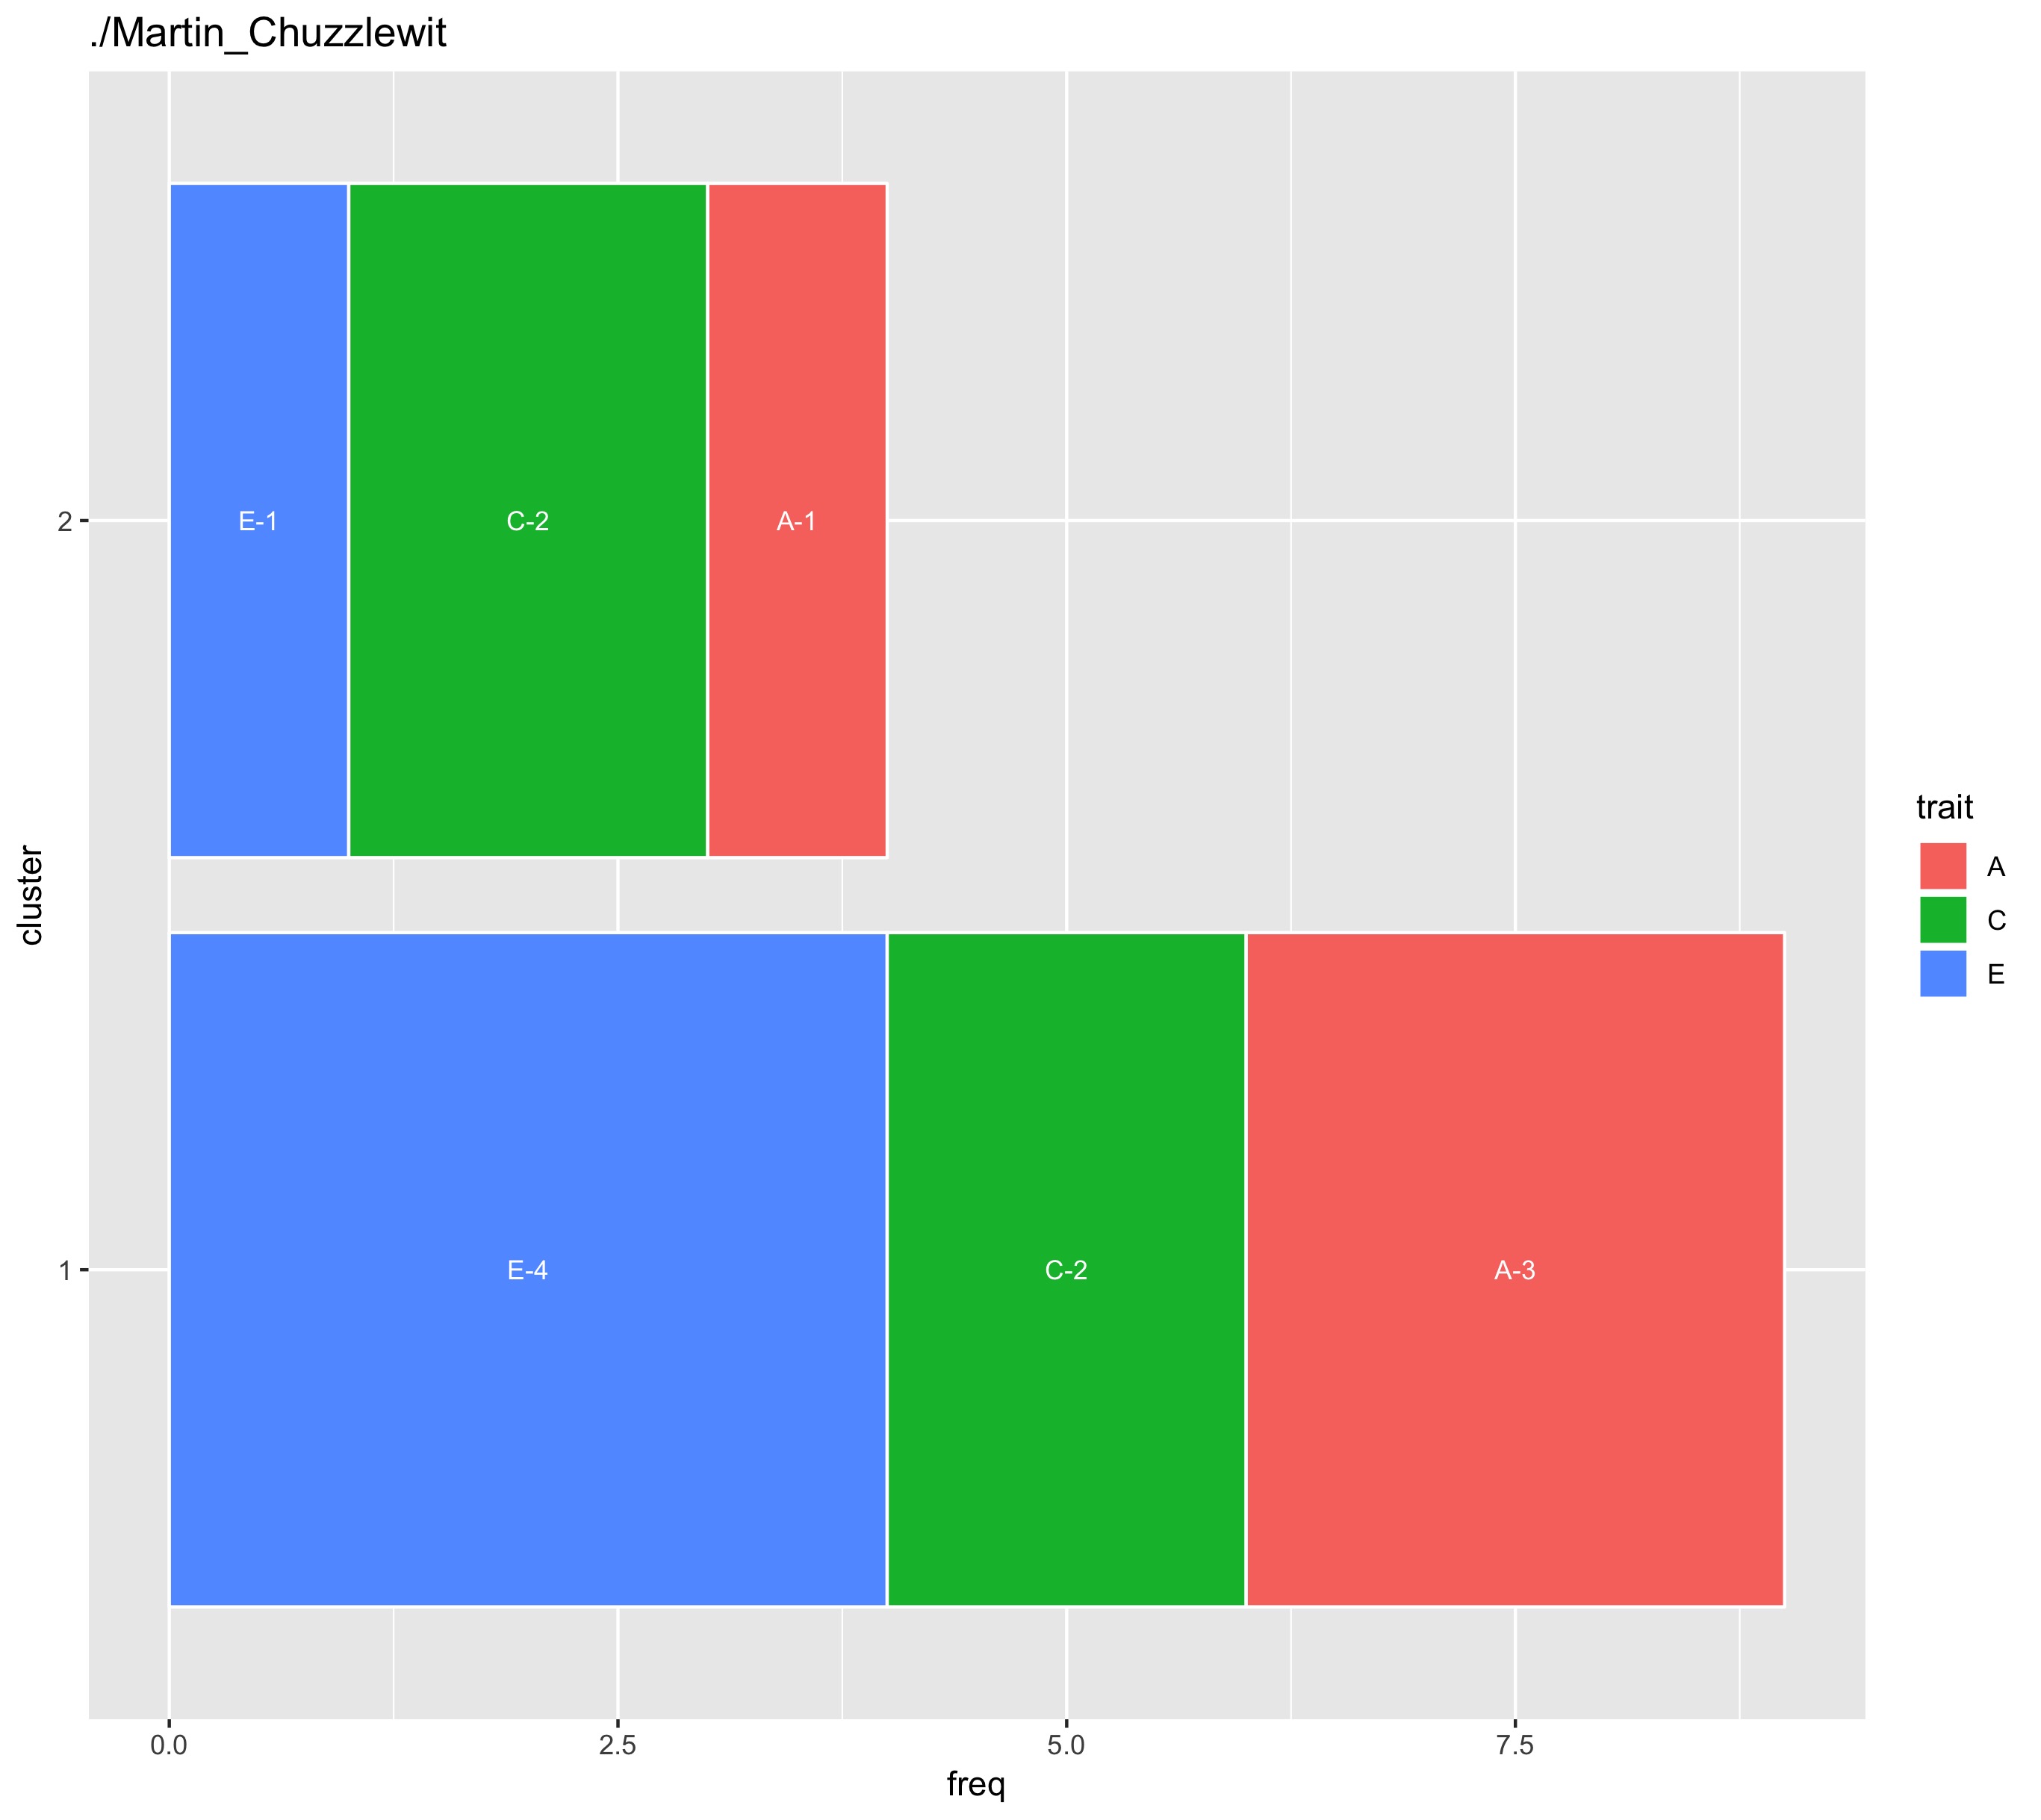 ./Martin_Chuzzlewit
E-1 C-2 A-1
2
cluster
trait
A
C
E
E-4 C-2 A-3
1
0.0 2.5 5.0 7.5
freq